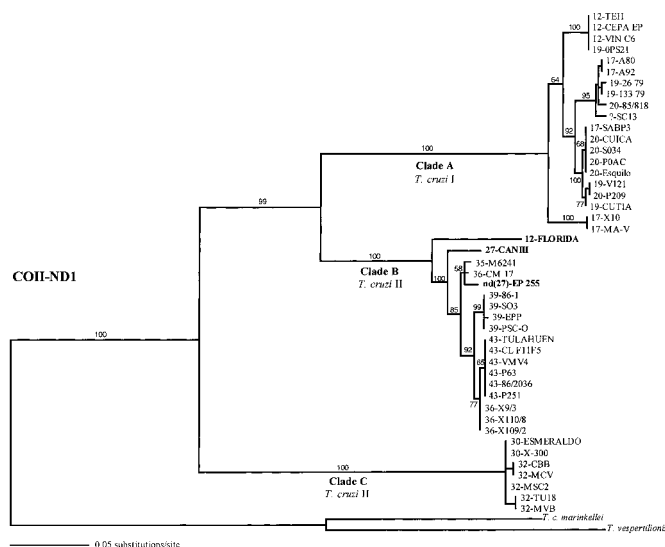 12-TEH
12-CEPA EP
12-VIN C6
19-0PS21
17-A80
17-A92
19-26 79
19-133 79
20-85/818
?-SC13
17-SABP3
20-CUICA
20-S034
20-P0AC
20-Esquilo
19-V121
20-P209
19-CUTIA
17-X10
17-MA-V
100
64
95
92
68
100
77
100
100
Clade A
T. cruzi I
99
12-FLORIDA
27-CANIII
35-M6241
36-CM 17
nd(27)-EP 255
39-86-1
39-SO3
39-EPP
39-PSC-O
43-TULAHUEN
43-CL F11F5
43-VMV4
43-P63
43-86/2036
43-P251
36-X9/3
36-X110/8
36-X109/2
100
Clade B
T. cruzi II
100
58
85
99
92
65
77
COII-ND1
100
30-ESMERALDO
30-X-300
32-CBB
32-MCV
32-MSC2
32-TU18
32-MVB
100
Clade C
T. cruzi II
T. c. marinkellei
0.05 substitutions/site